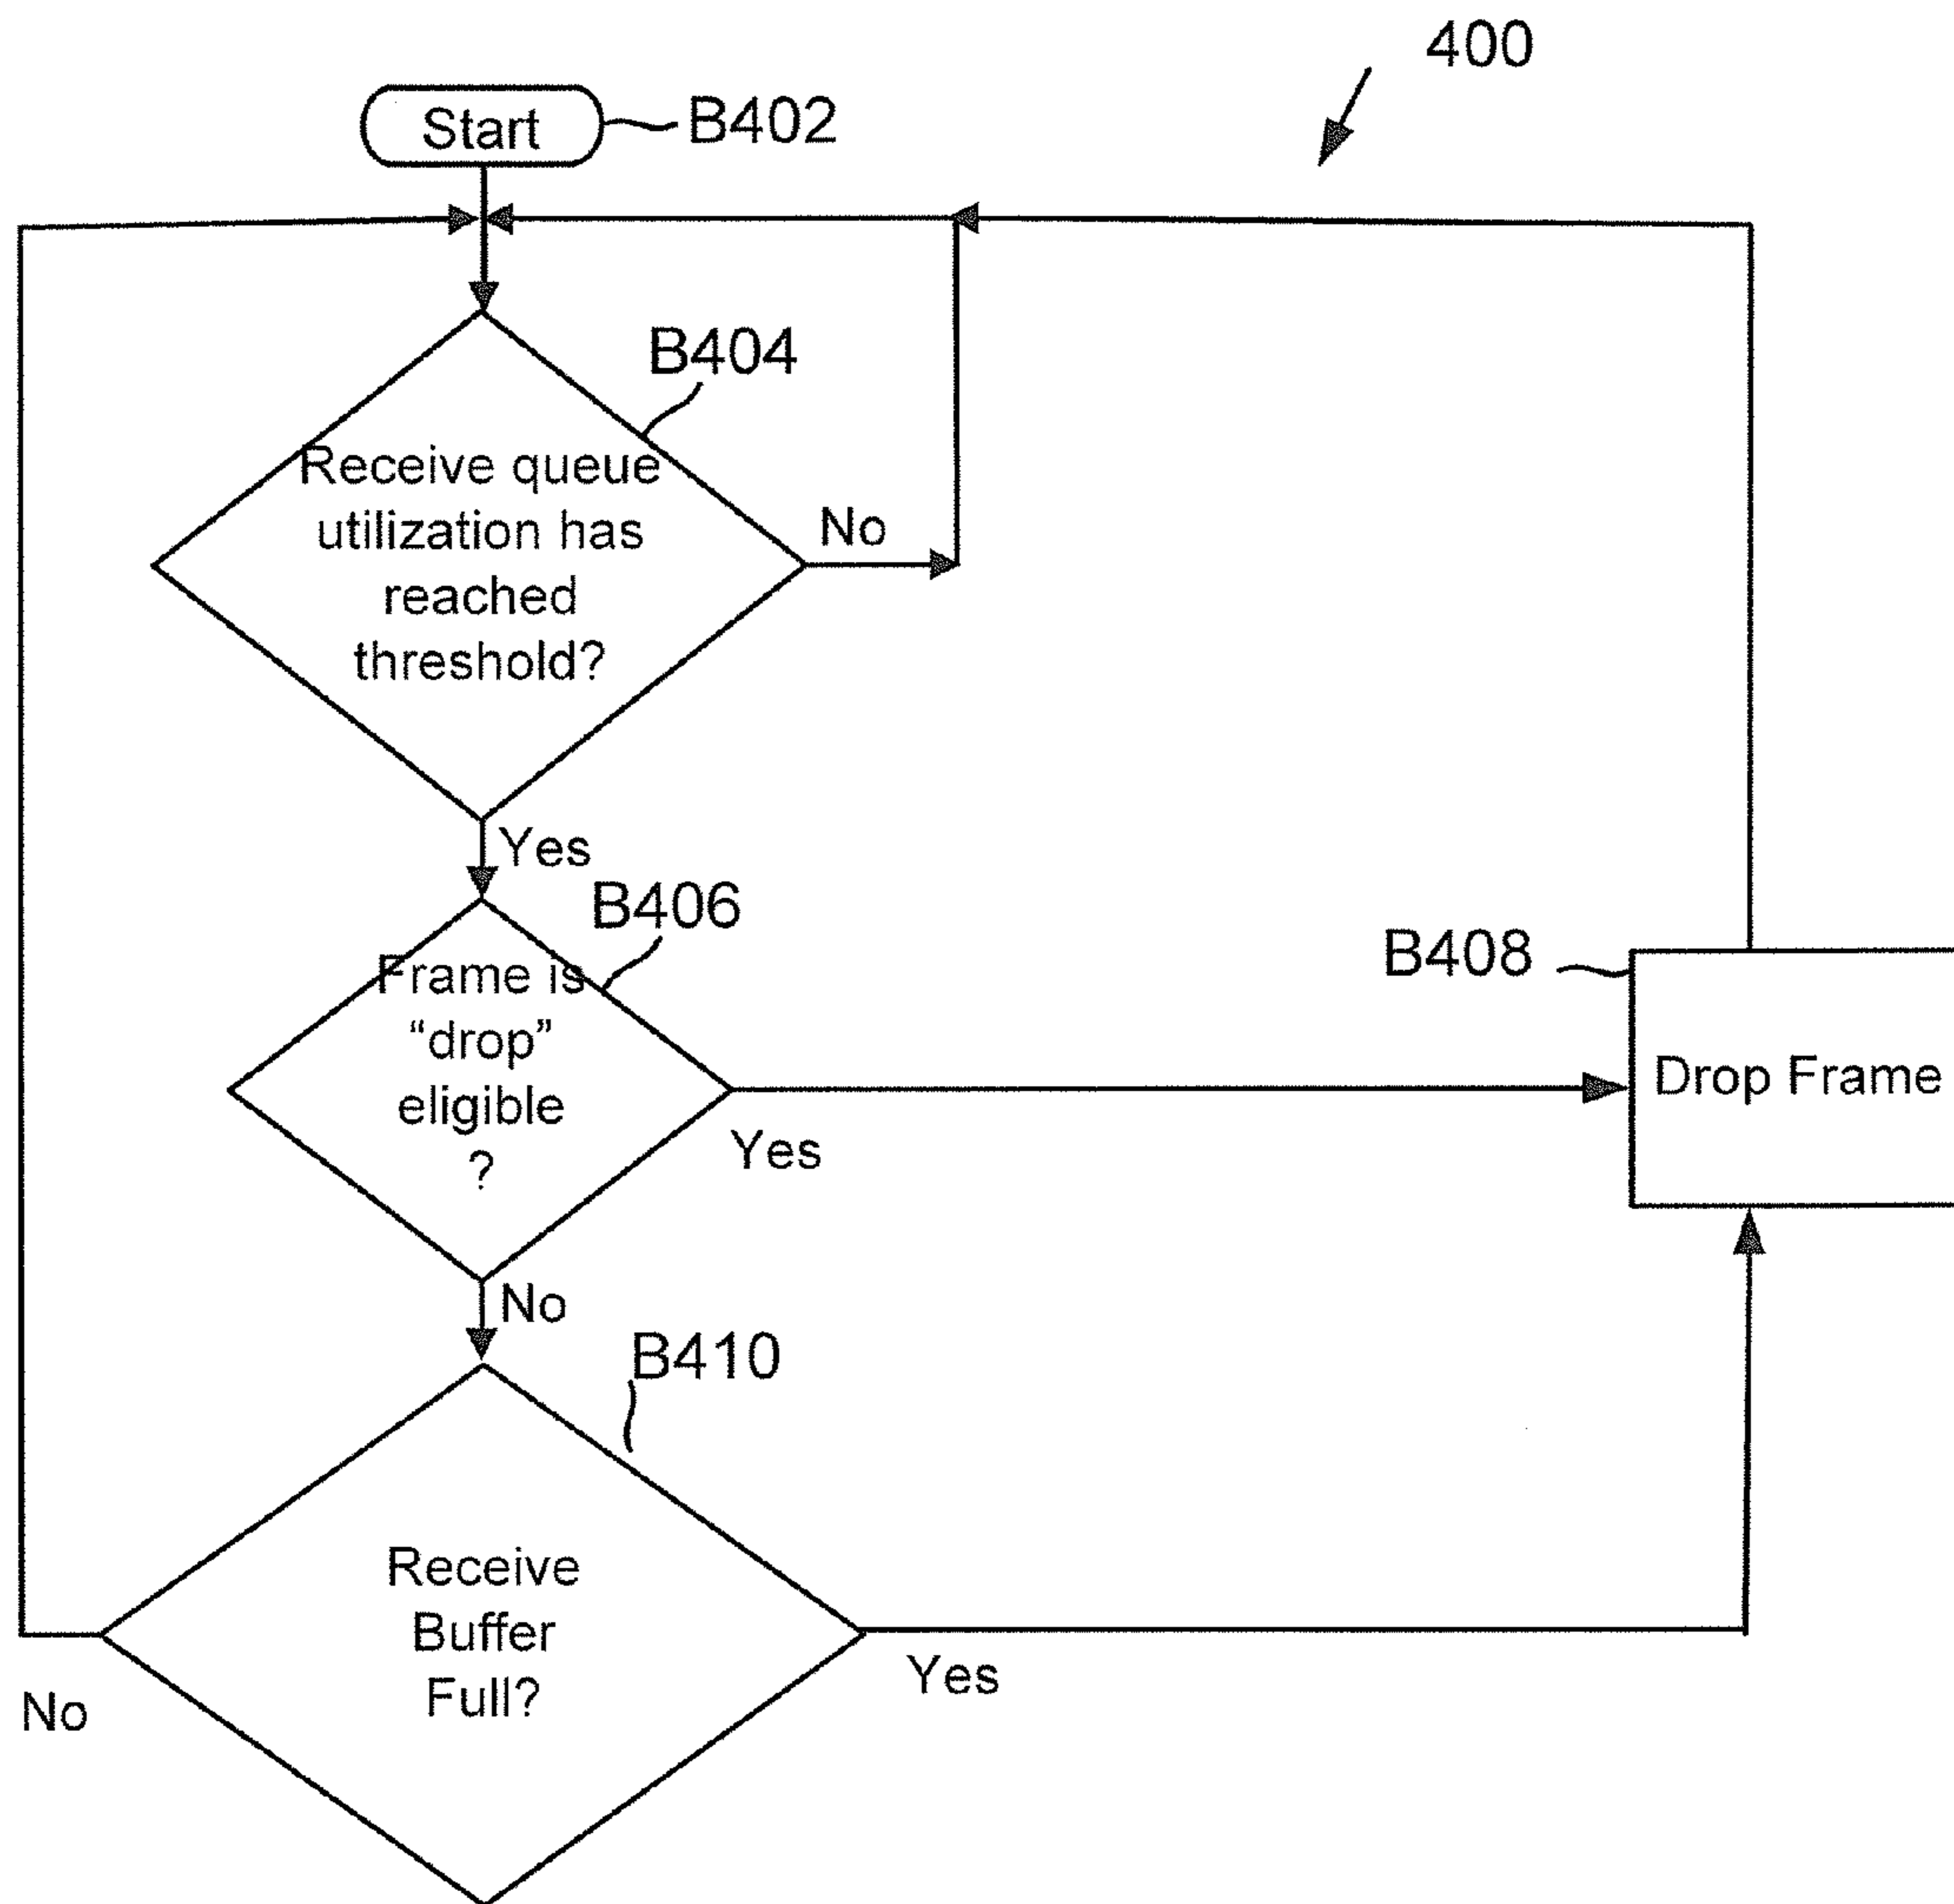 400
Start
B402
B404
Receive queue
utilization has
reached
threshold?
No
Yes
B406
Frame is
“drop”
eligible
?
Yes
B408
Drop Frame
No
B410
Receive
Buffer
Full?
No
Yes